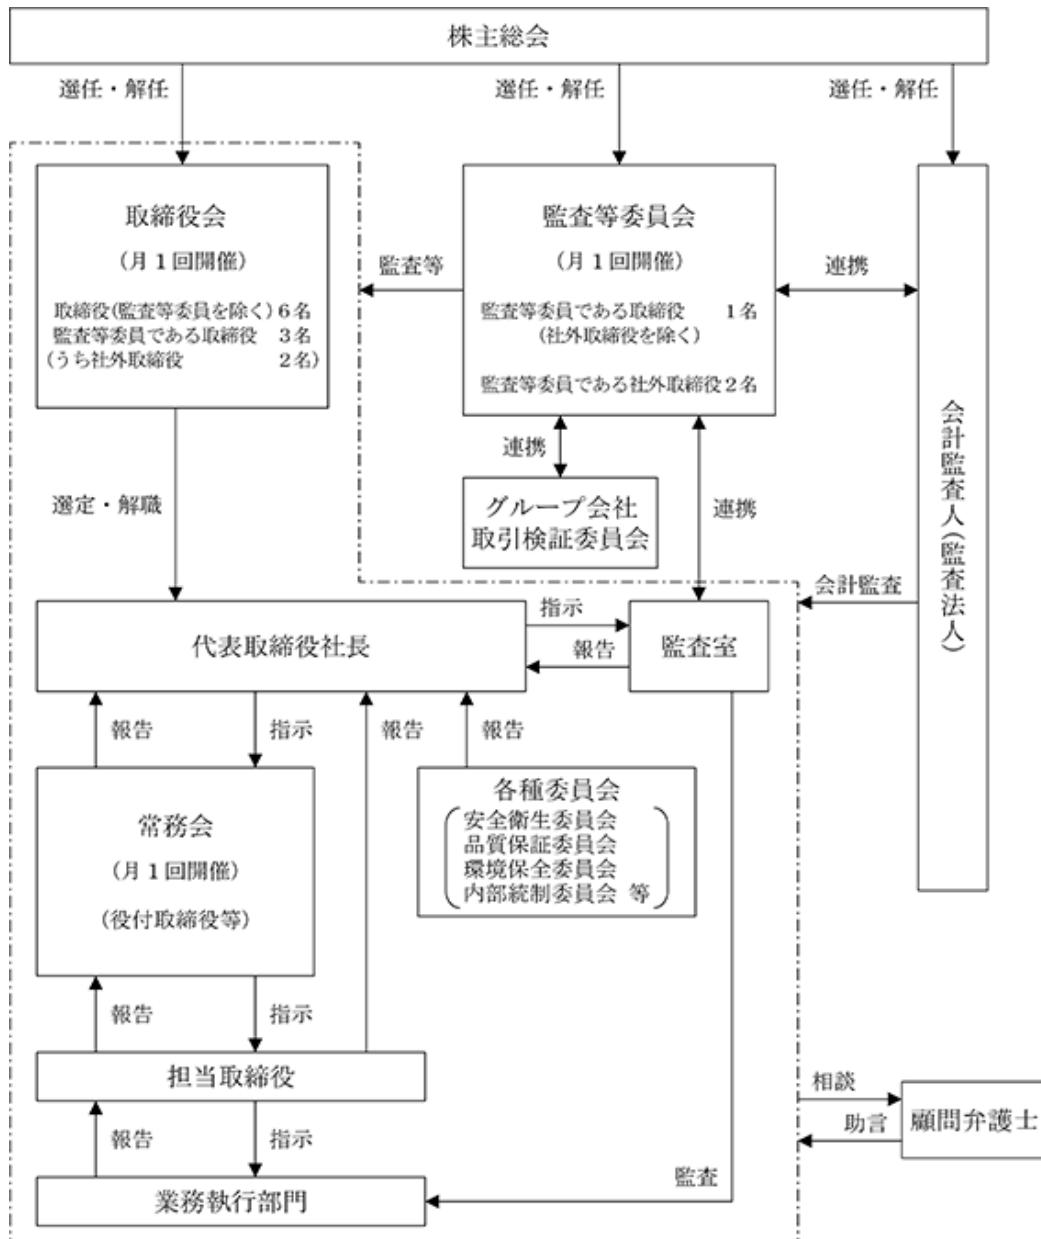 株主総会
選任・解任
選任・解任
選任・解任
取締役会
(月1回開催)
取締役(監査等委員を除く)6名
監査等委員である取締役 3名
(うち社外取締役 2名)
監査等
監査等委員会
(月1回開催)
監査等委員である取締役 1名
(社外取締役を除く)
監査等委員である社外取締役2名
連携
会計監査人(監査法人)
連携
グループ会社
取引検証委員会
連携
選定・解職
会計監査
代表取締役社長
指示
報告
監査室
報告
指示
報告
報告
常務会
(月1回開催)
(役付取締役等)
各種委員会
安全衛生委員会
品質保証委員会
環境保全委員会
内部統制委員会 等
報告
指示
担当取締役
相談
助言
顧問弁護士
報告
指示
監査
業務執行部門